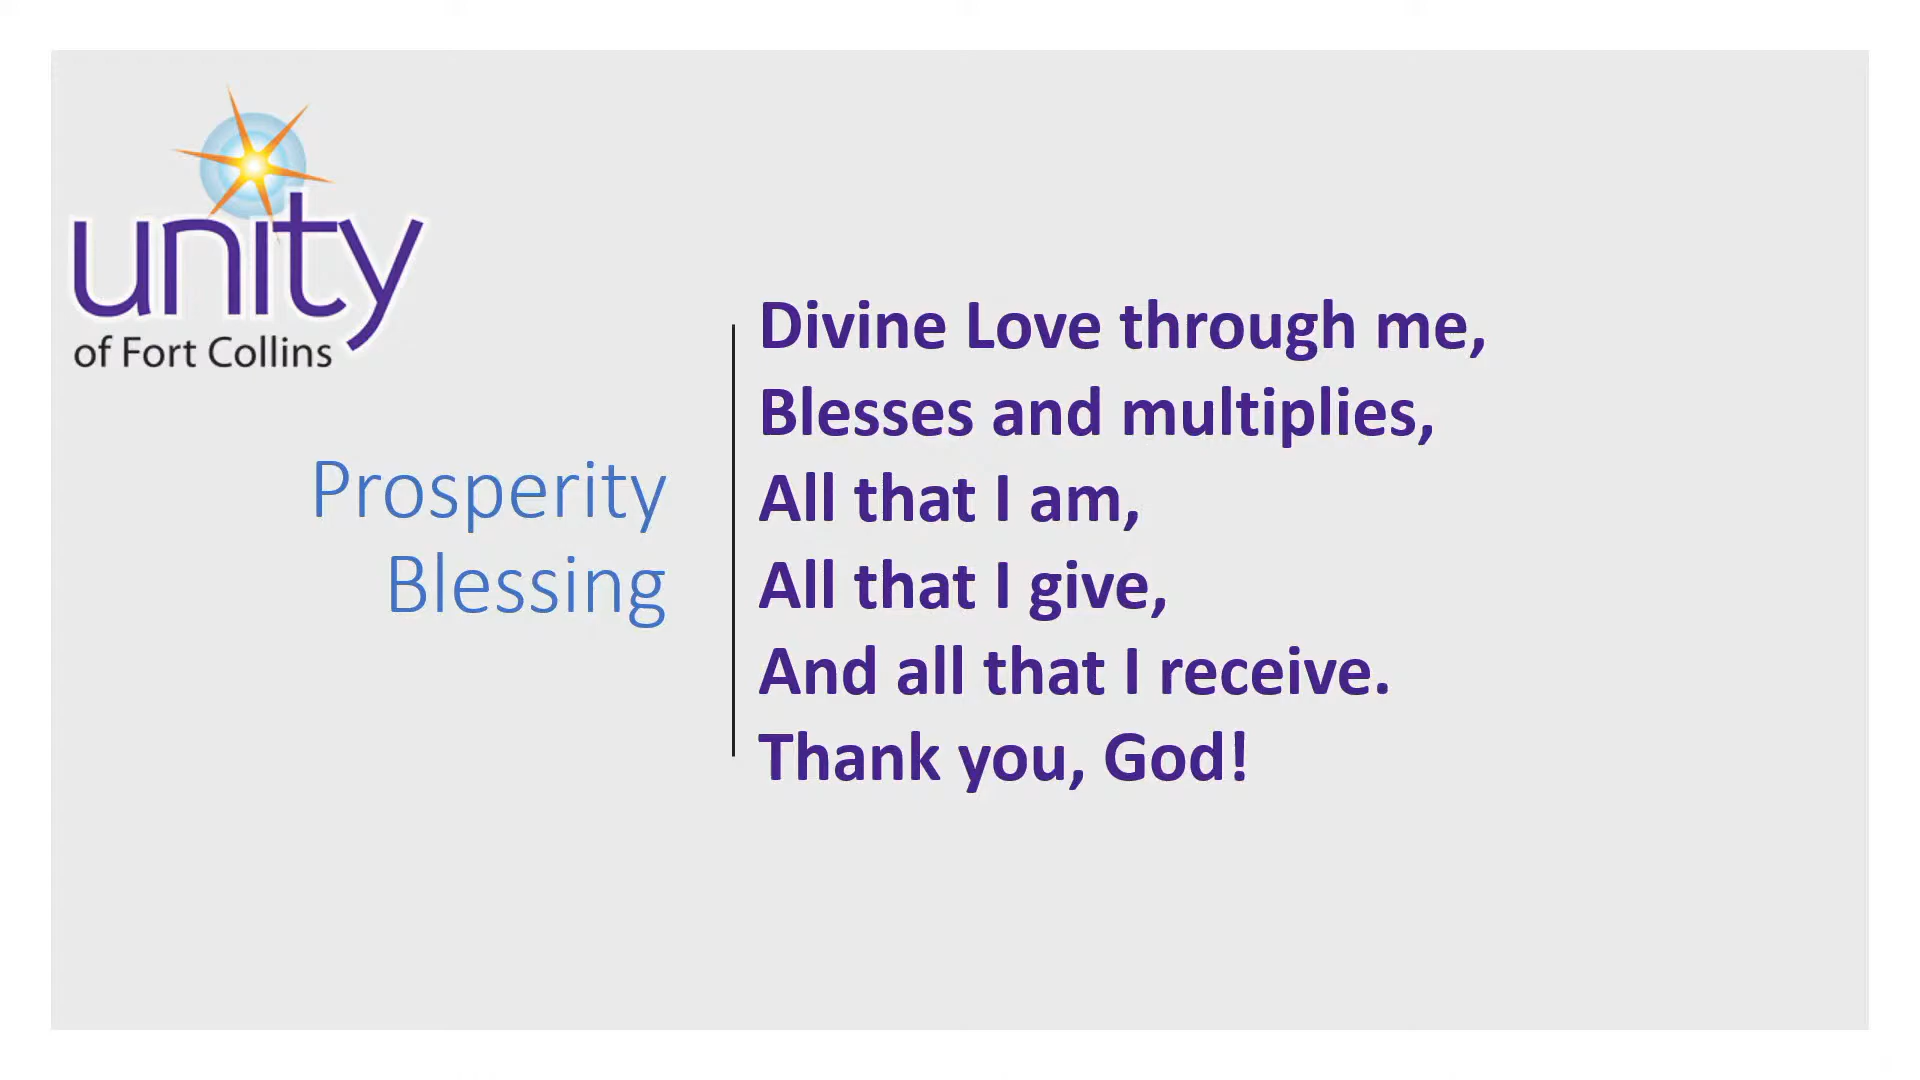 unity
of Fort Collins
Prosperity
Blessing
Divine Love through me,
Blesses and multiplies,
All that I am,
All that I give,
And all that I receive.
Thank you, God!